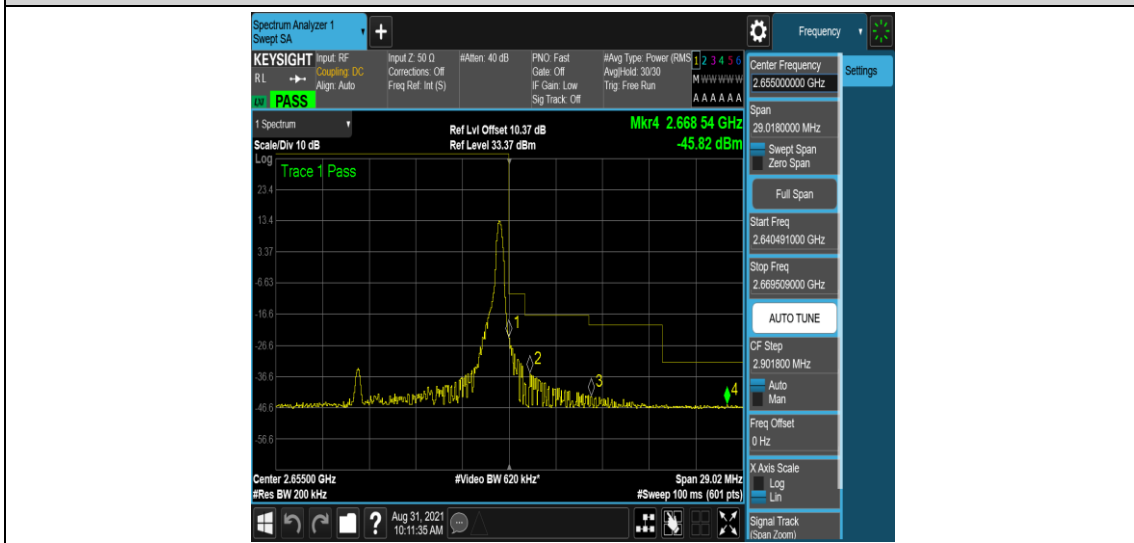 Spectrum Analyzer 1
Swept SA
+
Frequency
KEYSIGHT
RL
PASS
Input: RF
Coupling: DC
Align: Auto
Input Z: 50 Ω
Corrections: Off
Freq Ref: Int (S)
#Atten: 40 dB
PNO: Fast
Gate: Off
IF Gain: Low
Sig Track: Off
#Avg Type: Power (RMS
Avg|Hold: 30/30
Trig: Free Run
1 2 3 4 5 6
M W W W W W
A A A A A A
1 Spectrum
Scale/Div 10 dB
Ref Lvl Offset 10.37 dB
Ref Level 33.37 dBm
Mkr4 2.668 54 GHz
-45.82 dBm
Log
Trace 1 Pass
23.4
13.4
3.37
-6.63
-16.6
-26.6
-36.6
-46.6
-56.6
1
2
3
4
Center 2.65500 GHz
#Res BW 200 kHz
#Video BW 620 kHz*
Span 29.02 MHz
#Sweep 100 ms (601 pts)
?
Aug 31, 2021
10:11:35 AM
Center Frequency
2.655000000 GHz
Settings
Span
29.0180000 MHz
Swept Span
Zero Span
Full Span
Start Freq
2.640491000 GHz
Stop Freq
2.669509000 GHz
AUTO TUNE
CF Step
2.901800 MHz
Auto
Man
Freq Offset
0 Hz
X Axis Scale
Log
Lin
Signal Track
(Span Zoom)